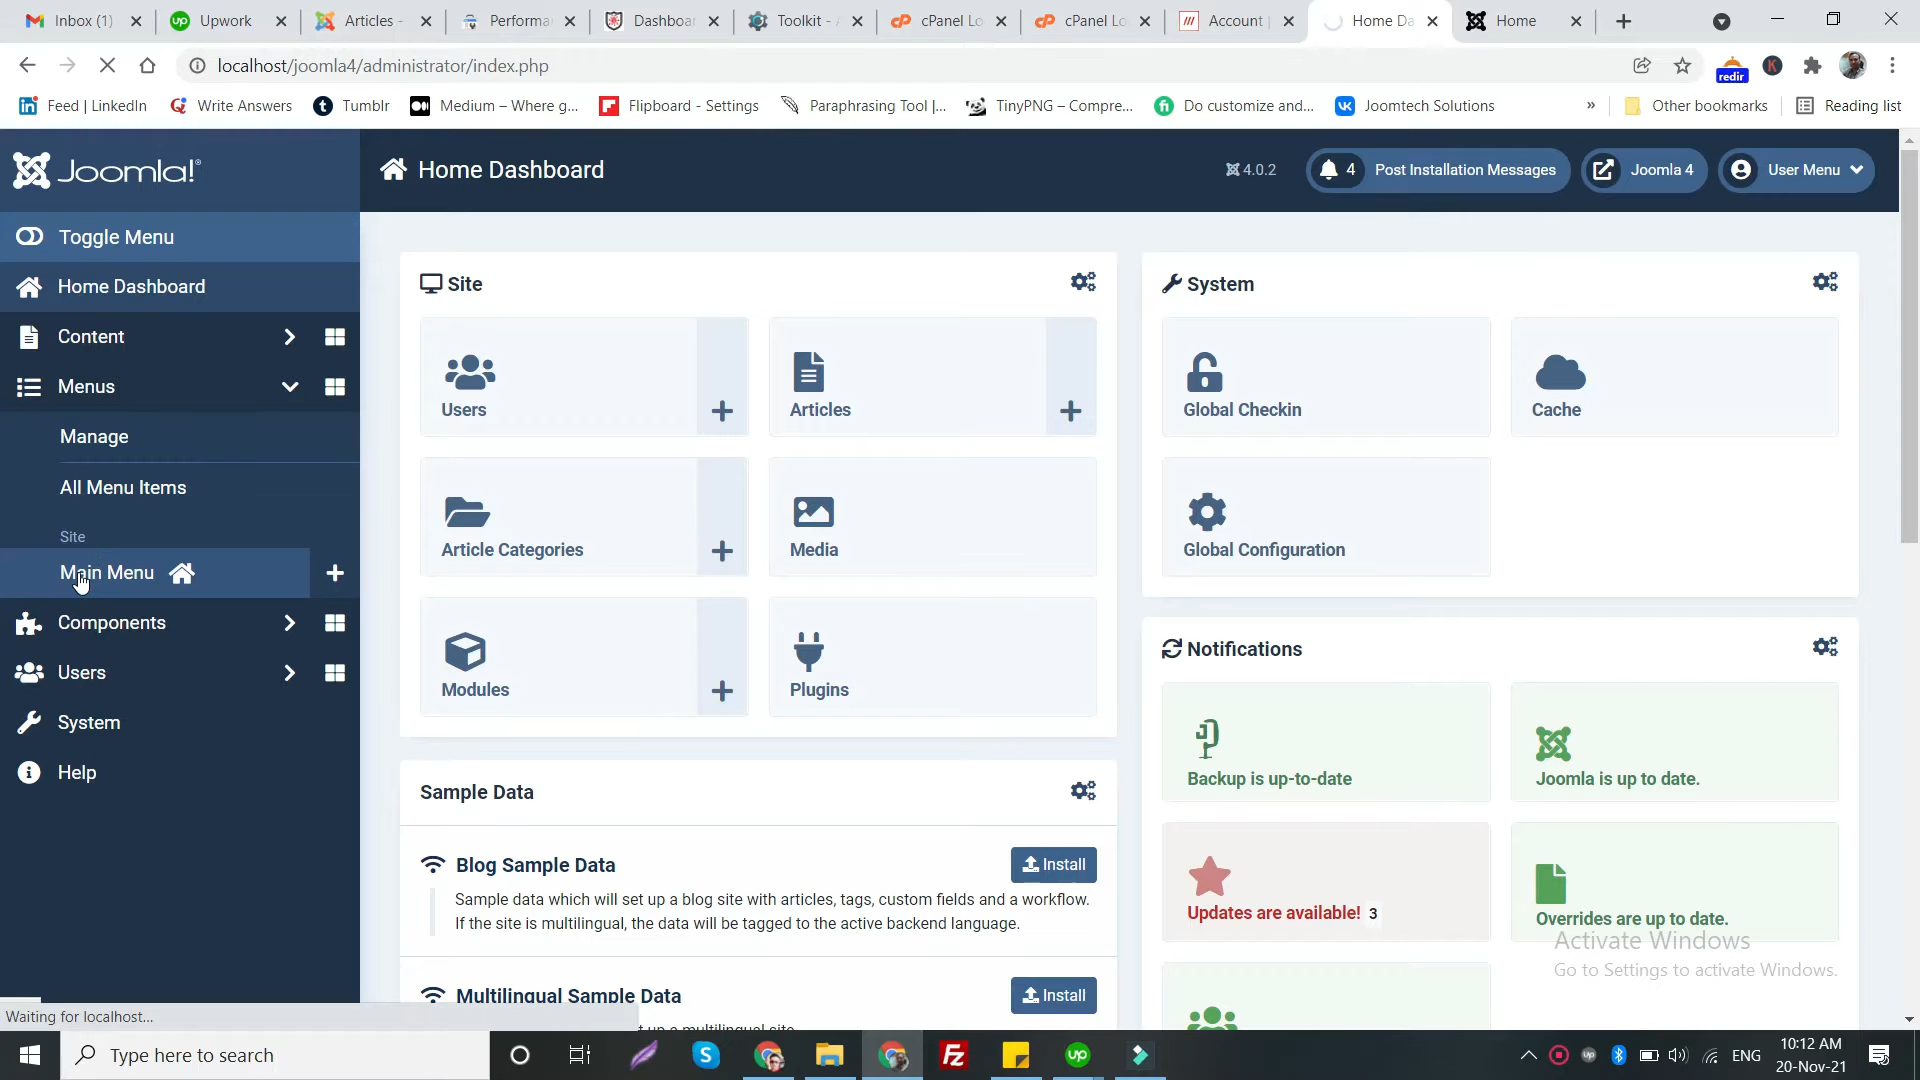 Inbox (1)
Upwork
Articles -
Performa
Dashboar
Toolkit -
cPanel Lo
cPanel Lo
Account
Home Da
Home
localhost/joomla4/administrator/index.php
redir
K
Feed | LinkedIn
Write Answers
Tumblr
Medium – Where g...
Flipboard - Settings
Paraphrasing Tool |...
TinyPNG – Compre...
Do customize and...
Joomtech Solutions
»
Other bookmarks
Reading list
Joomla!
Home Dashboard
4.0.2
4 Post Installation Messages
Joomla 4
User Menu
Toggle Menu
Home Dashboard
Content
Menus
Manage
All Menu Items
Site
Main Menu
Components
Users
System
Help
Site
Users
Articles
Article Categories
Media
Modules
Plugins
System
Global Checkin
Cache
Global Configuration
Sample Data
Blog Sample Data
Install
Sample data which will set up a blog site with articles, tags, custom fields and a workflow.
If the site is multilingual, the data will be tagged to the active backend language.
Multilingual Sample Data
Install
Notifications
Backup is up-to-date
Joomla is up to date.
Updates are available! 3
Overrides are up to date.
Activate Windows
Go to Settings to activate Windows.
Waiting for localhost...
Type here to search
ENG
10:12 AM
20-Nov-21